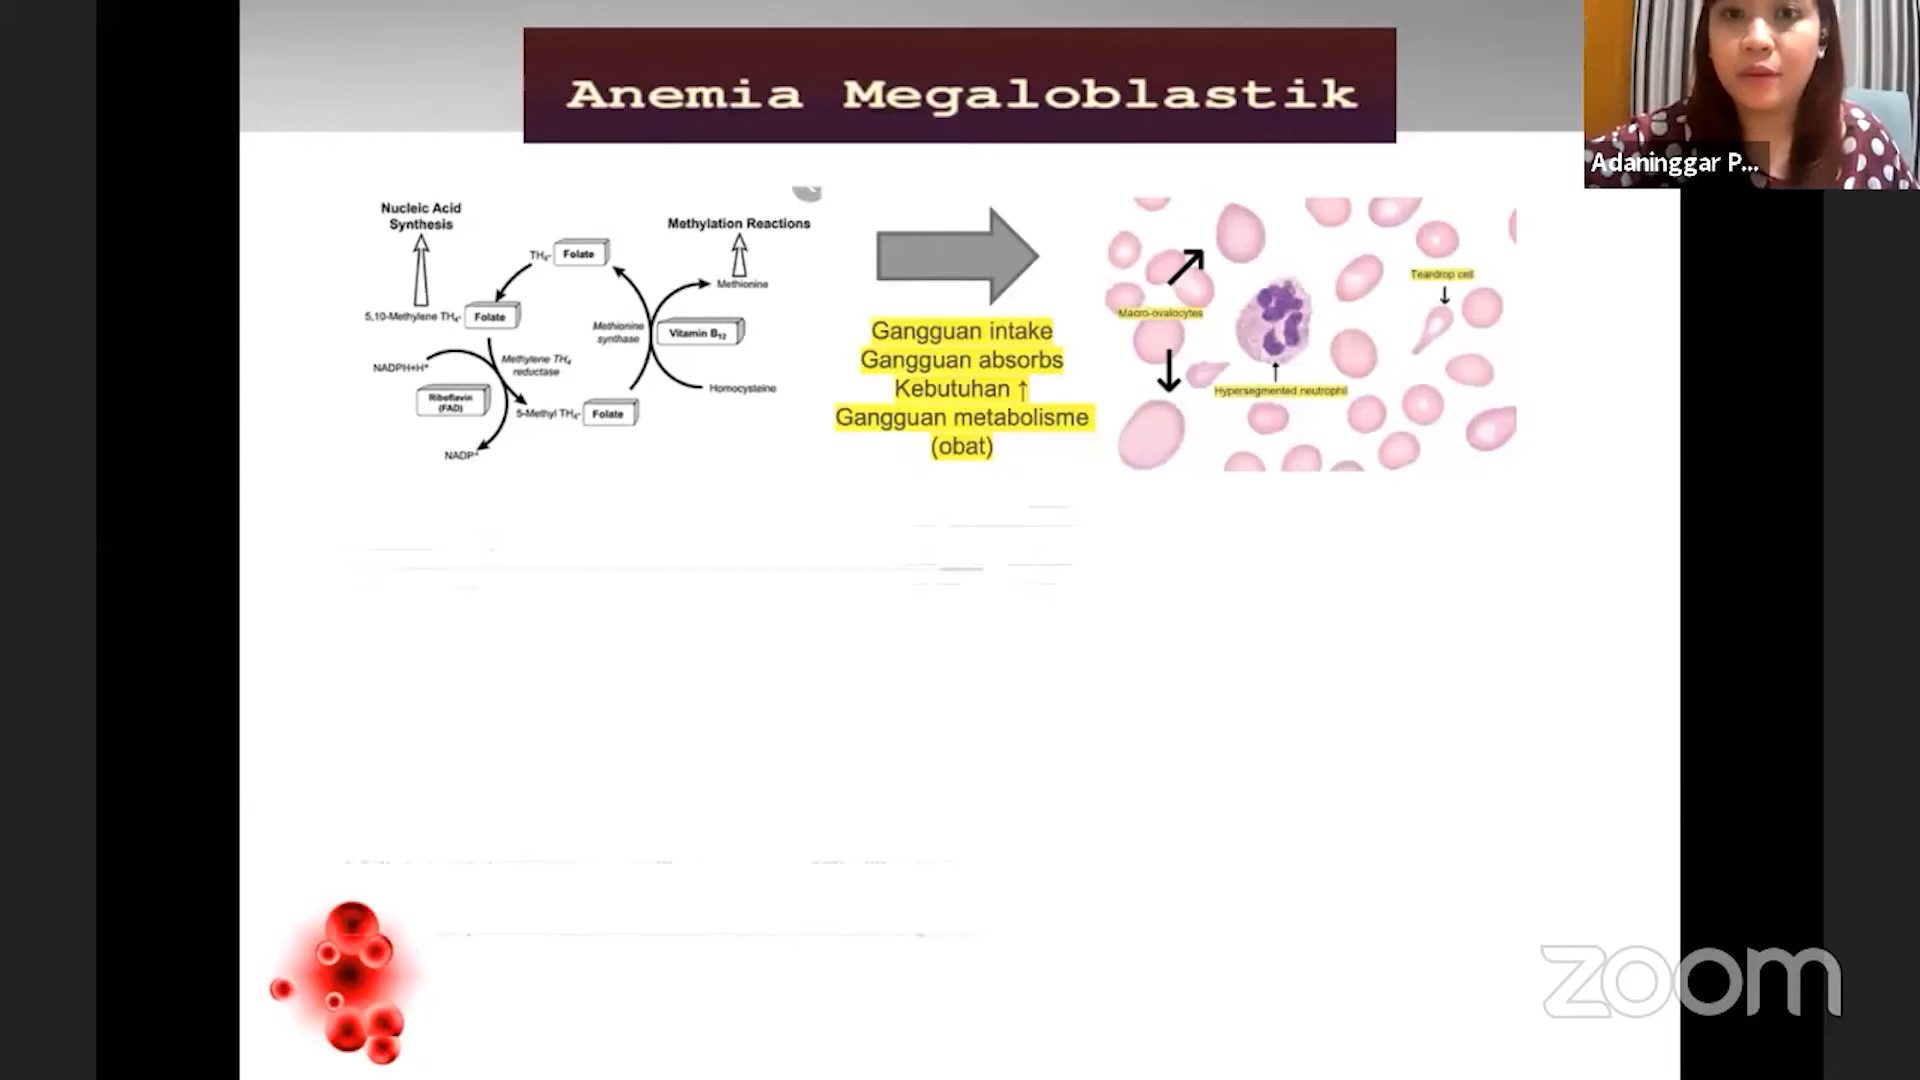 Anemia Megaloblastik
Adaninggar P...
Nucleic Acid
Synthesis
Methylation Reactions
TH4- Folate
Methionine
5,10-Methylene TH4- Folate
Methionine
synthase
Vitamin B12
NADPH+H+
Methylene TH4
reductase
Riboflavin
(FAD)
Homocysteine
5-Methyl TH4- Folate
NADP+
Gangguan intake
Gangguan absorbs
Kebutuhan ↑
Gangguan metabolisme
(obat)
Macro-ovalocytes
Teardrop cell
Hypersegmented neutrophil
zoom